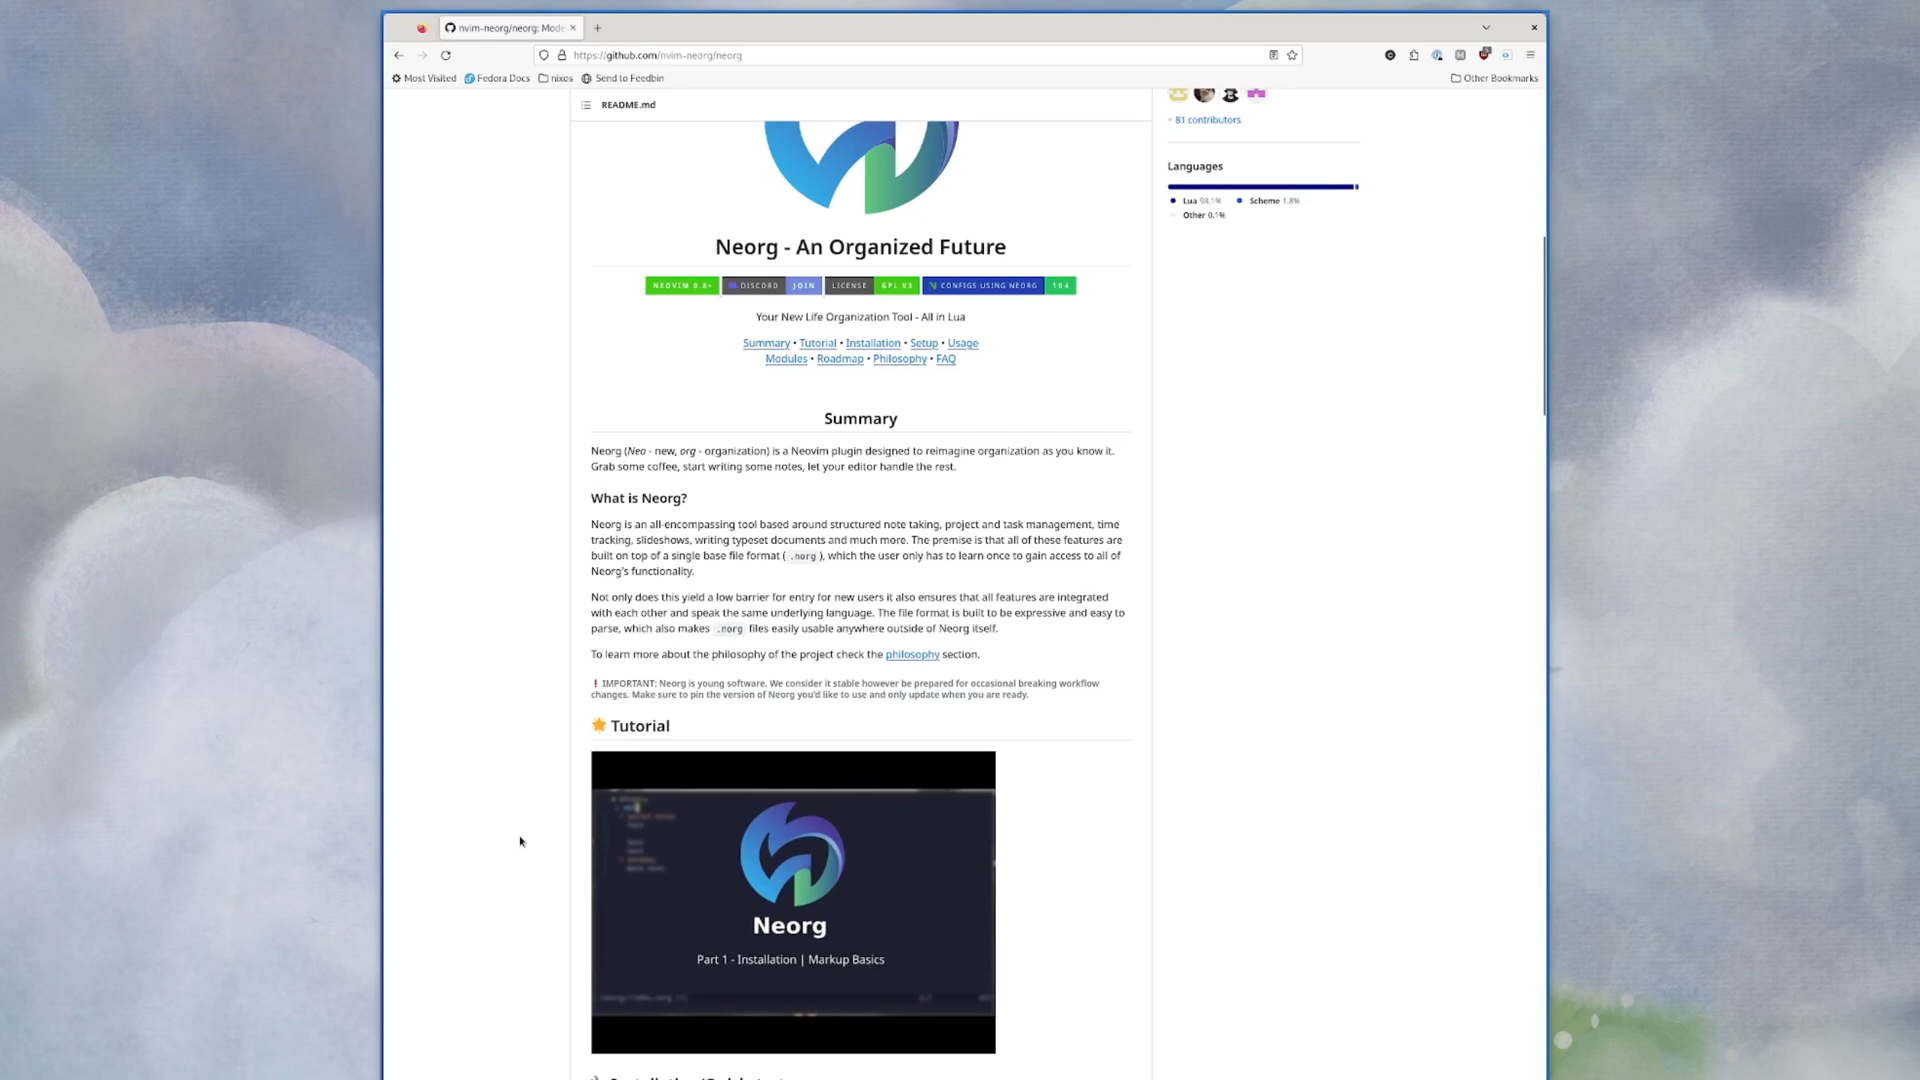 nvim-neorg/neorg: Mode
https://github.com/nvim-neorg/neorg
Most Visited
Fedora Docs
nixos
Send to Feedbin
Other Bookmarks
README.md
+ 81 contributors
Languages
Lua 98.1%
Scheme 1.8%
Other 0.1%
Neorg - An Organized Future
NEOVIM 0.8+
DISCORD JOIN
LICENSE GPL V3
CONFIGS USING NEORG 104
Your New Life Organization Tool - All in Lua
Summary • Tutorial • Installation • Setup • Usage
Modules • Roadmap • Philosophy • FAQ
Summary
Neorg (Neo - new, org - organization) is a Neovim plugin designed to reimagine organization as you know it.
Grab some coffee, start writing some notes, let your editor handle the rest.
What is Neorg?
Neorg is an all-encompassing tool based around structured note taking, project and task management, time
tracking, slideshows, writing typeset documents and much more. The premise is that all of these features are
built on top of a single base file format ( .norg ), which the user only has to learn once to gain access to all of
Neorg's functionality.
Not only does this yield a low barrier for entry for new users it also ensures that all features are integrated
with each other and speak the same underlying language. The file format is built to be expressive and easy to
parse, which also makes .norg files easily usable anywhere outside of Neorg itself.
To learn more about the philosophy of the project check the philosophy section.
❗ IMPORTANT: Neorg is young software. We consider it stable however be prepared for occasional breaking workflow
changes. Make sure to pin the version of Neorg you'd like to use and only update when you are ready.
🌟 Tutorial
Neorg
Part 1 - Installation | Markup Basics